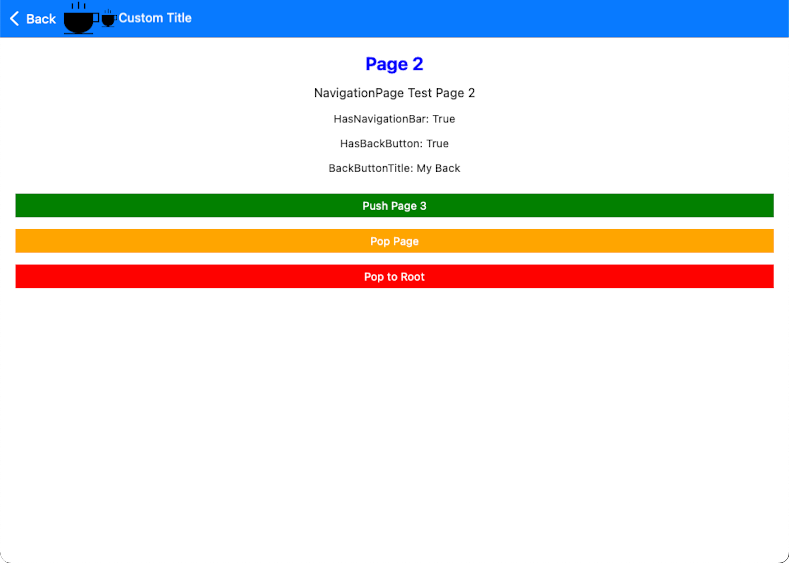 Back Custom Title
Page 2
NavigationPage Test Page 2
HasNavigationBar: True
HasBackButton: True
BackButtonTitle: My Back
Push Page 3
Pop Page
Pop to Root